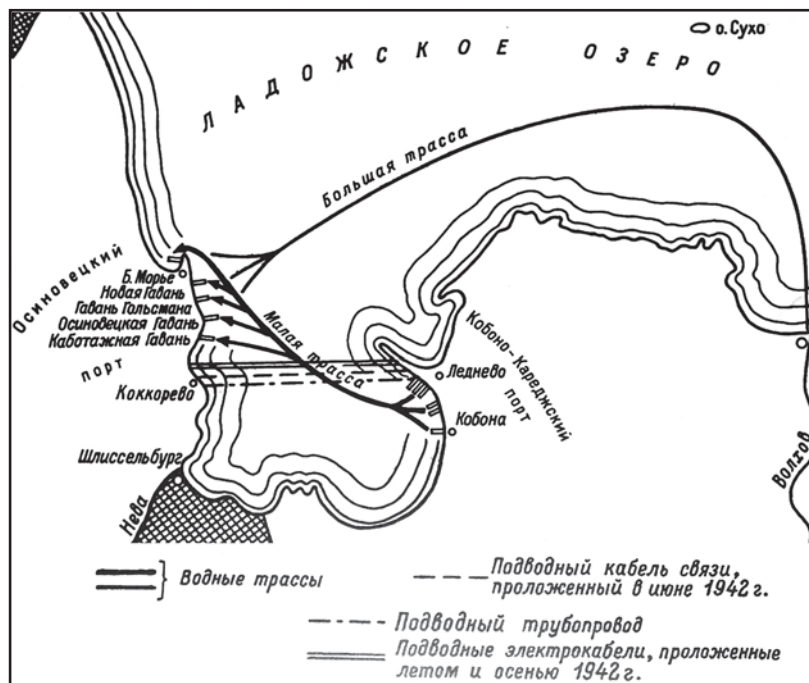 о. Сухо
ЛАДОЖСКОЕ ОЗЕРО
Большая трасса
Осиновецкий
порт
Б. Морье
Новая Гавань
Гавань Гольсмана
Осиновецкая Гавань
Каботажная Гавань
Малая трасса
Коккорево
Леднево
Кобоно-Кареджский
порт
Кобона
Шлиссельбург
Нева
Волхов
Водные трассы
Подводный кабель связи,
проложенный в июне 1942 г.
Подводный трубопровод
Подводные электрокабели, проложенные
летом и осенью 1942 г.